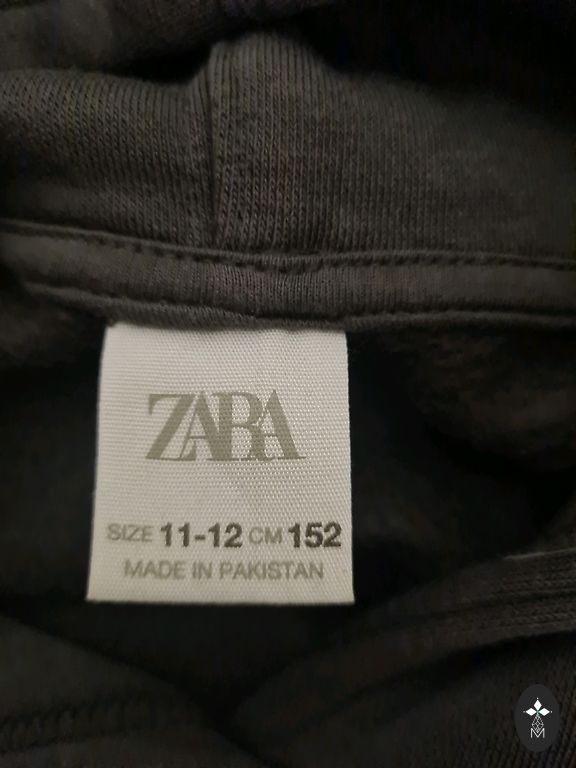 ZARA
SIZE 11-12 CM 152
MADE IN PAKISTAN